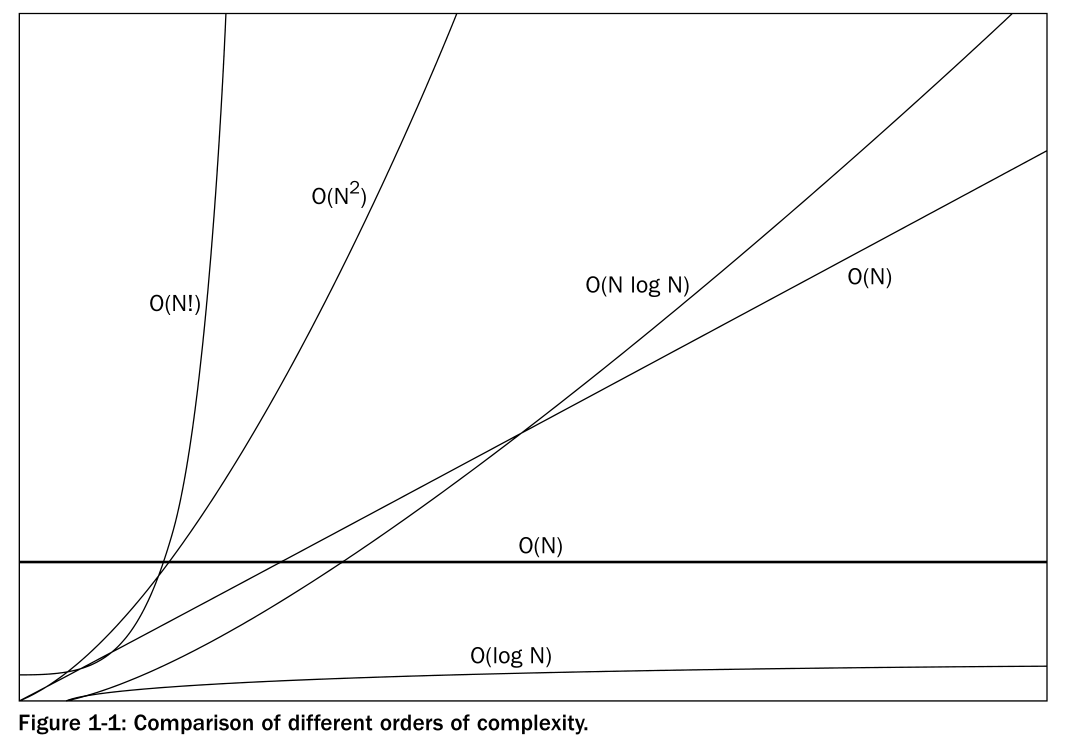 O(N²)
O(N!)
O(N log N)
O(N)
O(N)
O(log N)
Figure 1-1: Comparison of different orders of complexity.